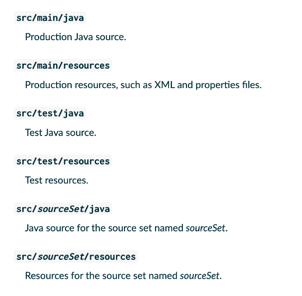 src/main/java
Production Java source.
src/main/resources
Production resources, such as XML and properties files.
src/test/java
Test Java source.
src/test/resources
Test resources.
src/sourceSet/java
Java source for the source set named sourceSet.
src/sourceSet/resources
Resources for the source set named sourceSet.